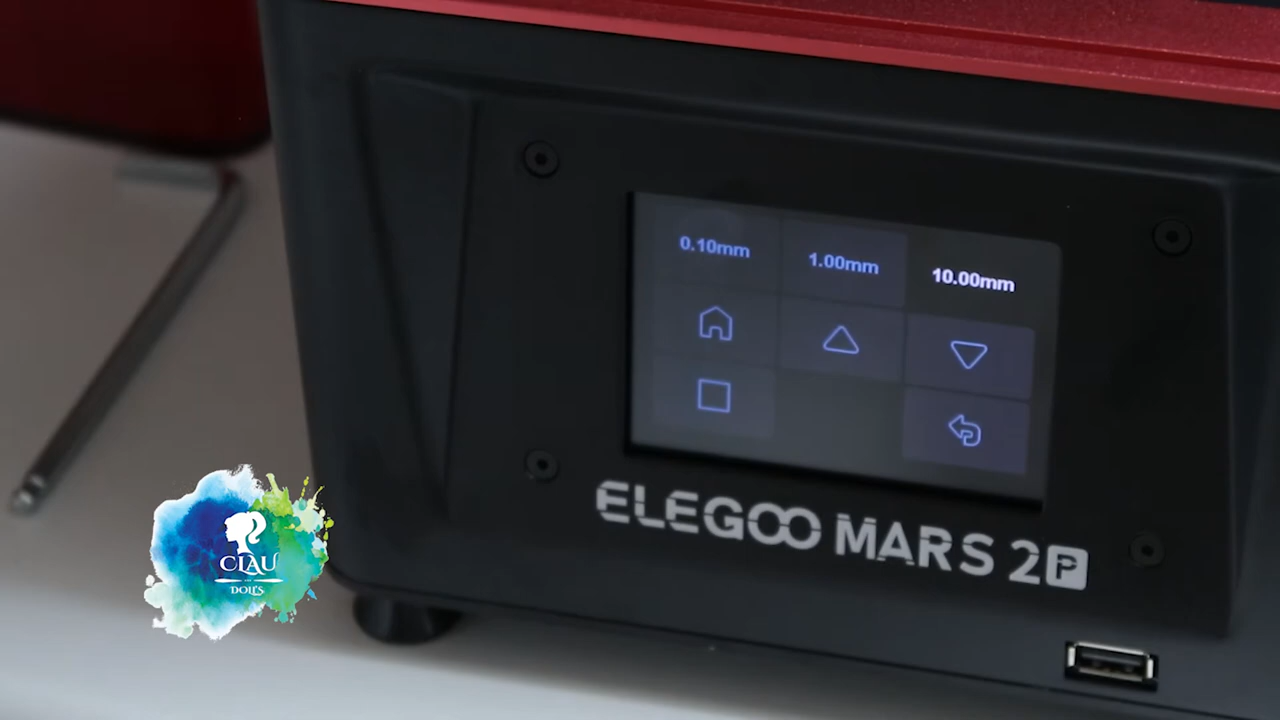 0.10mm
1.00mm
10.00mm
ELEGOO MARS 2P
CLAU
DOLLS